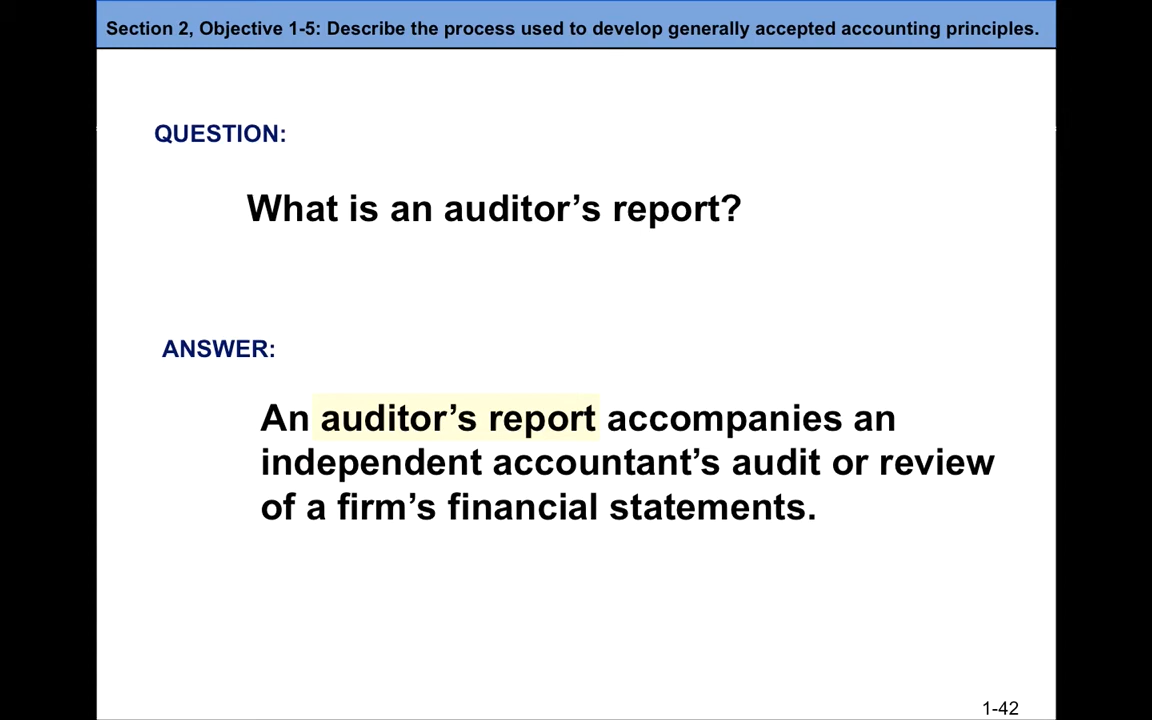 Section 2, Objective 1-5: Describe the process used to develop generally accepted accounting principles.
QUESTION:
What is an auditor’s report?
ANSWER:
An auditor’s report accompanies an
independent accountant’s audit or review
of a firm’s financial statements.
1-42